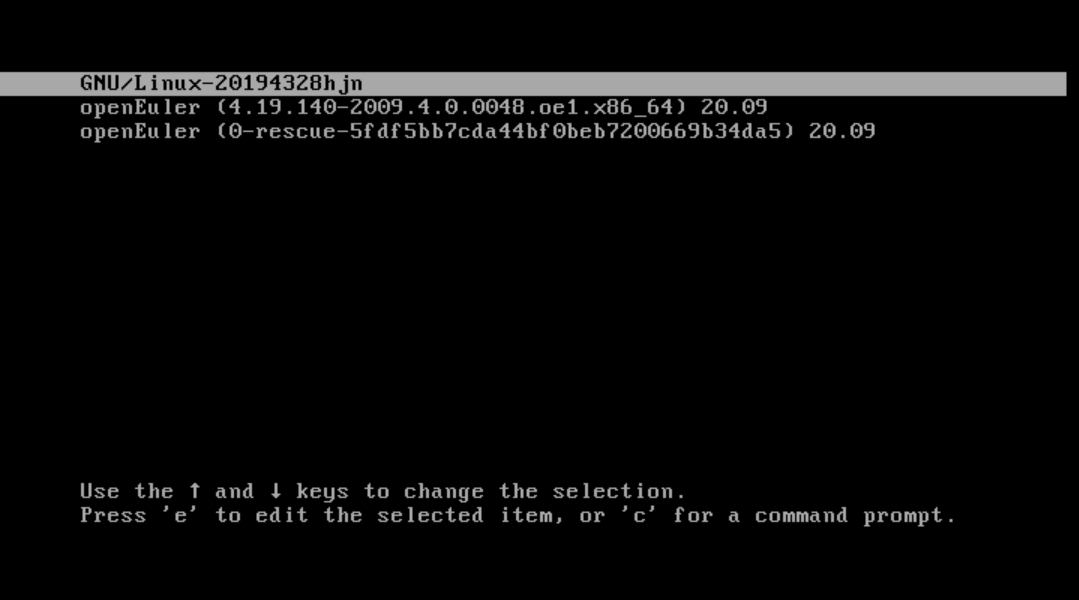 GNU/Linux-20194328hjn
openEuler (4.19.140-2009.4.0.0048.oe1.x86_64) 20.09
openEuler (0-rescue-5fdf5bb7cda44bf0beb7200669b34da5) 20.09
Use the ↑ and ↓ keys to change the selection.
Press 'e' to edit the selected item, or 'c' for a command prompt.